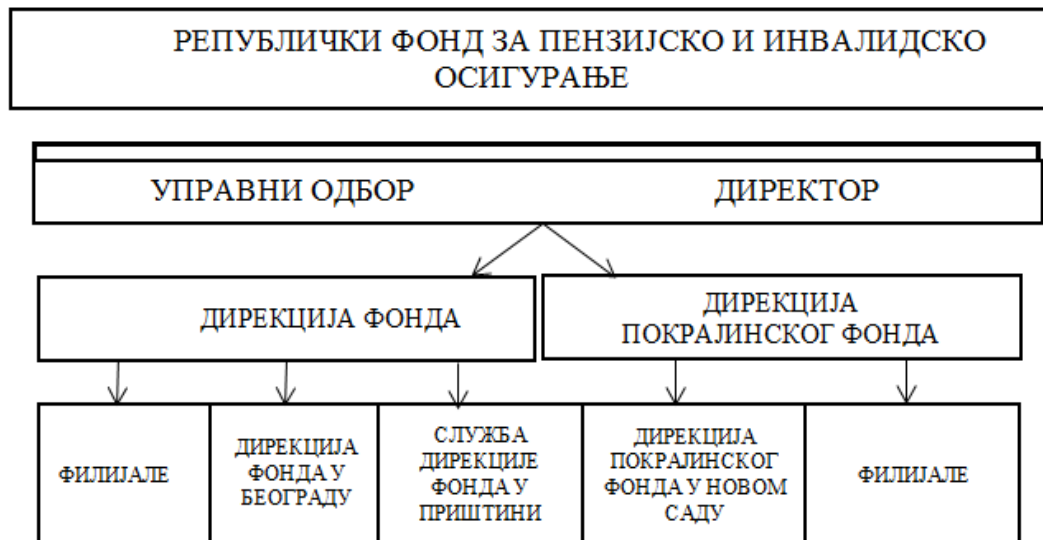 РЕПУБЛИЧКИ ФОНД ЗА ПЕНЗИЈСКО И ИНВАЛИДСКО
ОСИГУРАЊЕ
УПРАВНИ ОДБОР
ДИРЕКТОР
ДИРЕКЦИЈА ФОНДА
ДИРЕКЦИЈА
ПОКРАЈИНСКОГ ФОНДА
ФИЛИЈАЛЕ
ДИРЕКЦИЈА
ФОНДА У
БЕОГРАДУ
СЛУЖБА
ДИРЕКЦИЈЕ
ФОНДА У
ПРИШТИНИ
ДИРЕКЦИЈА
ПОКРАЈИНСКОГ
ФОНДА У НОВОМ
САДУ
ФИЛИЈАЛЕ